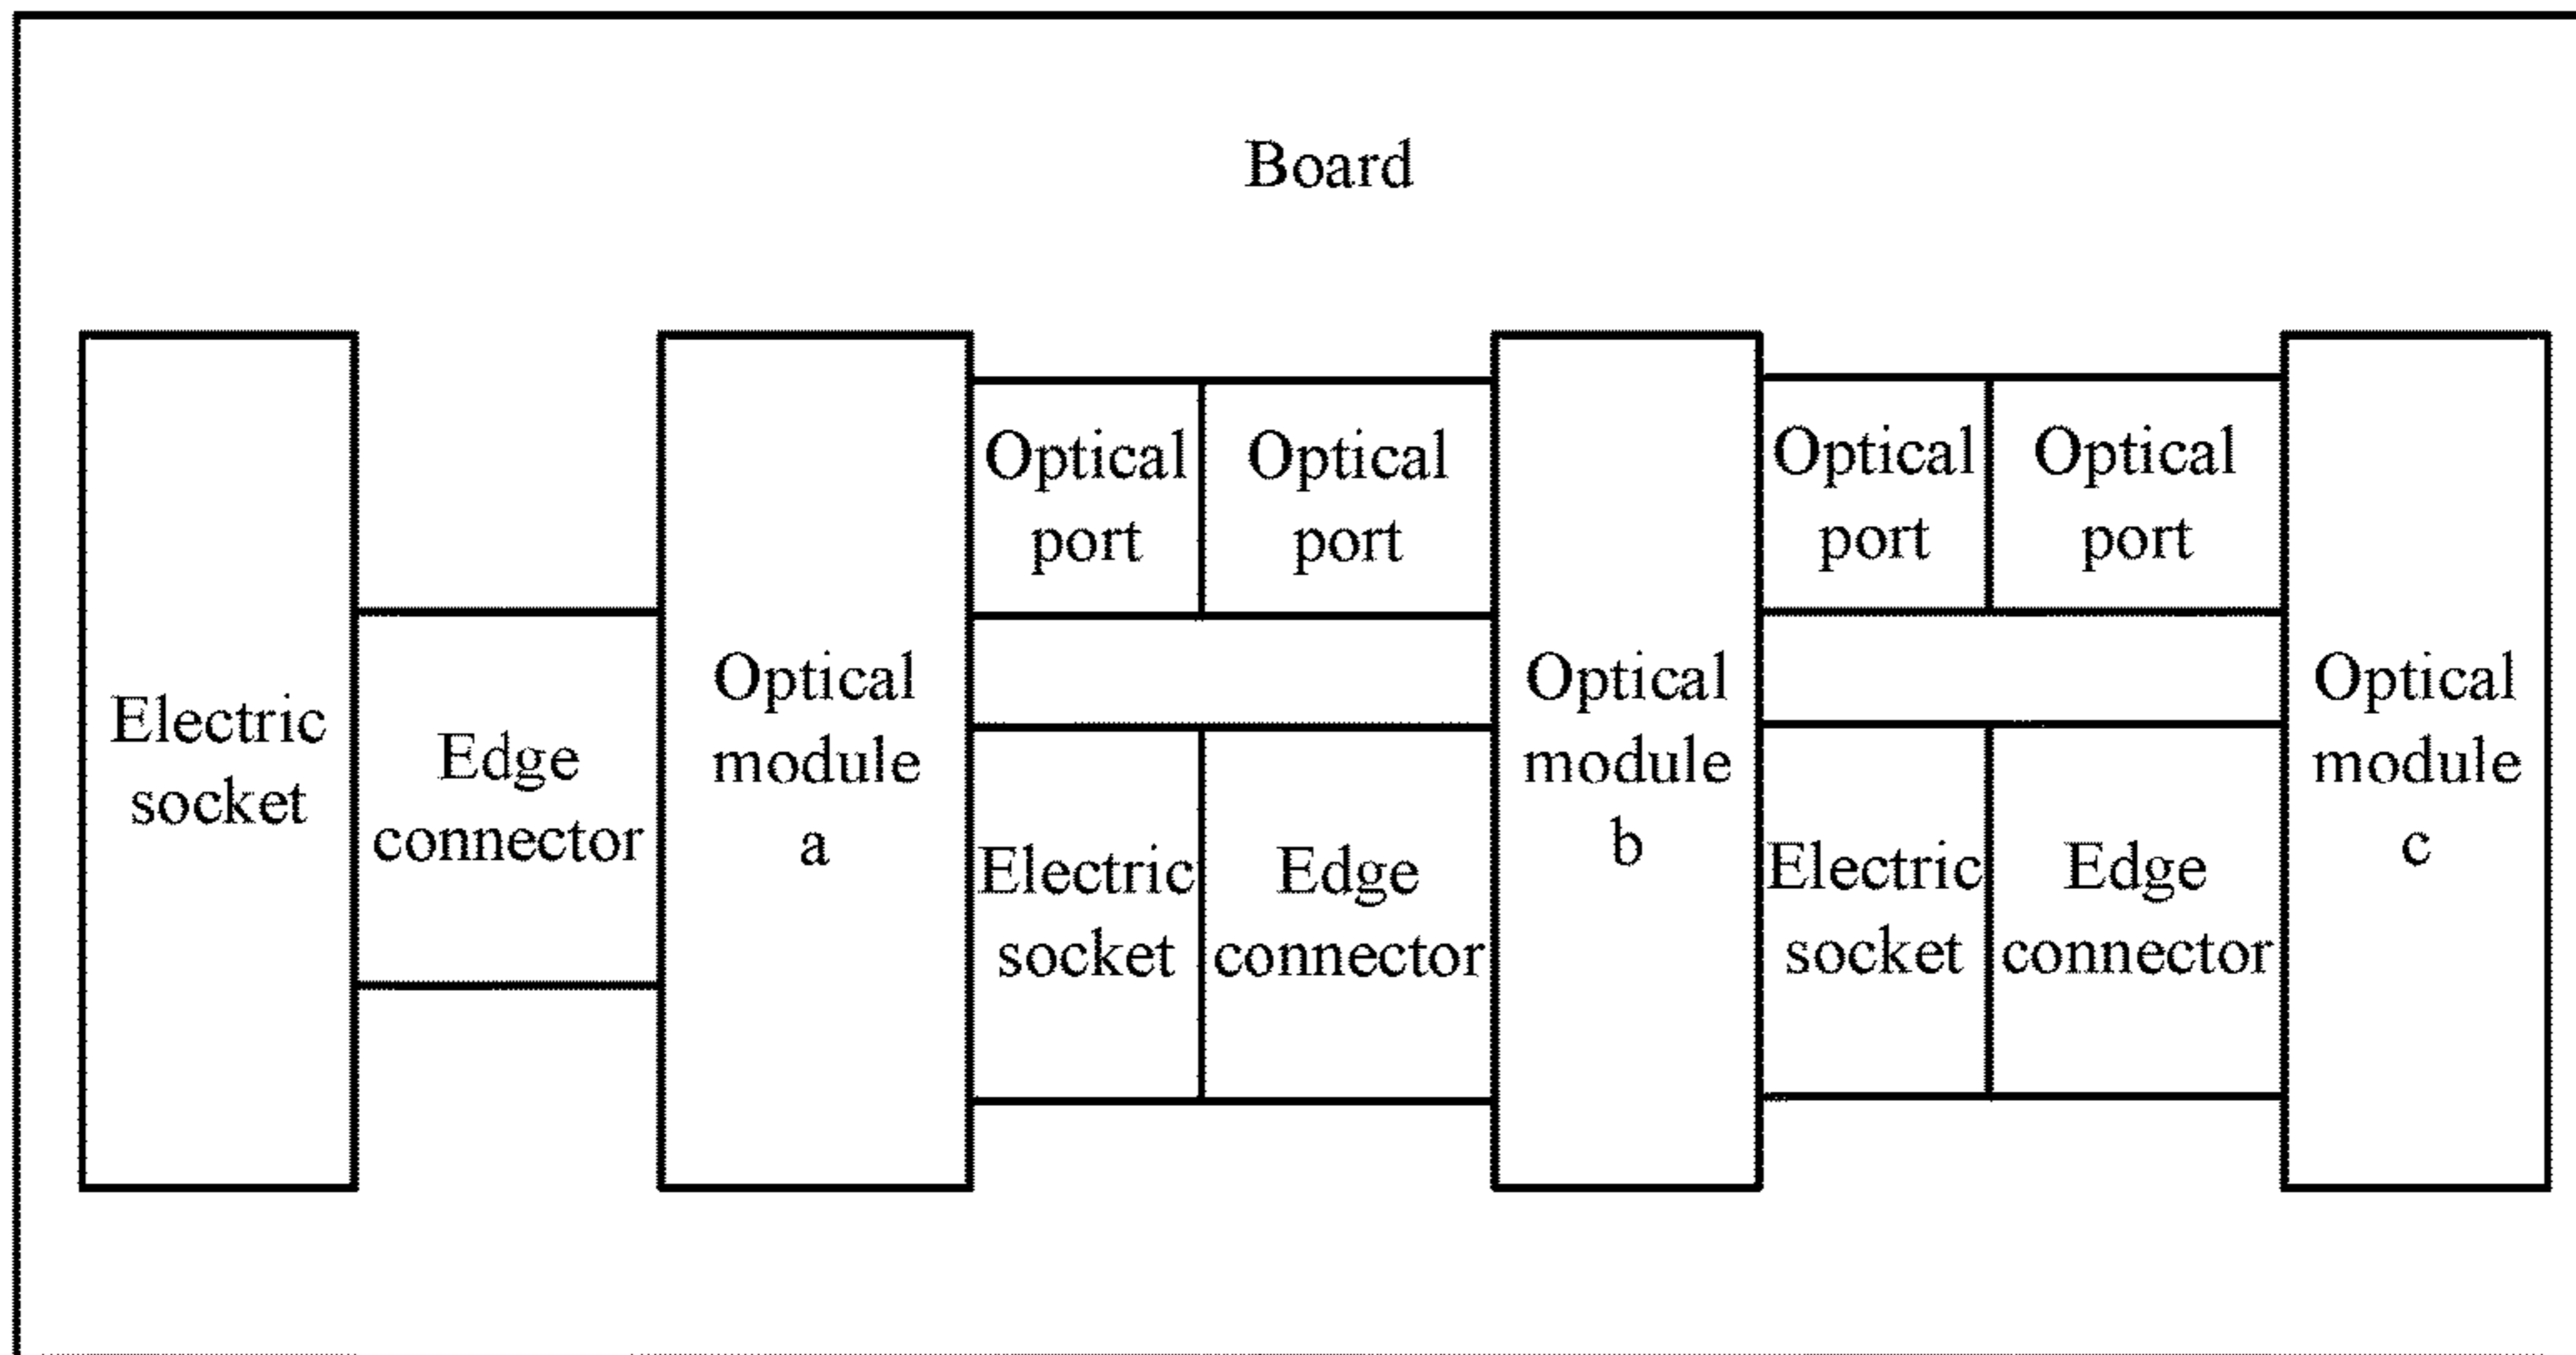 Board
Electric
socket
Edge
connector
Optical
module
a
Optical
port
Optical
port
Electric
socket
Edge
connector
Optical
module
b
Optical
port
Optical
port
Electric
socket
Edge
connector
Optical
module
c